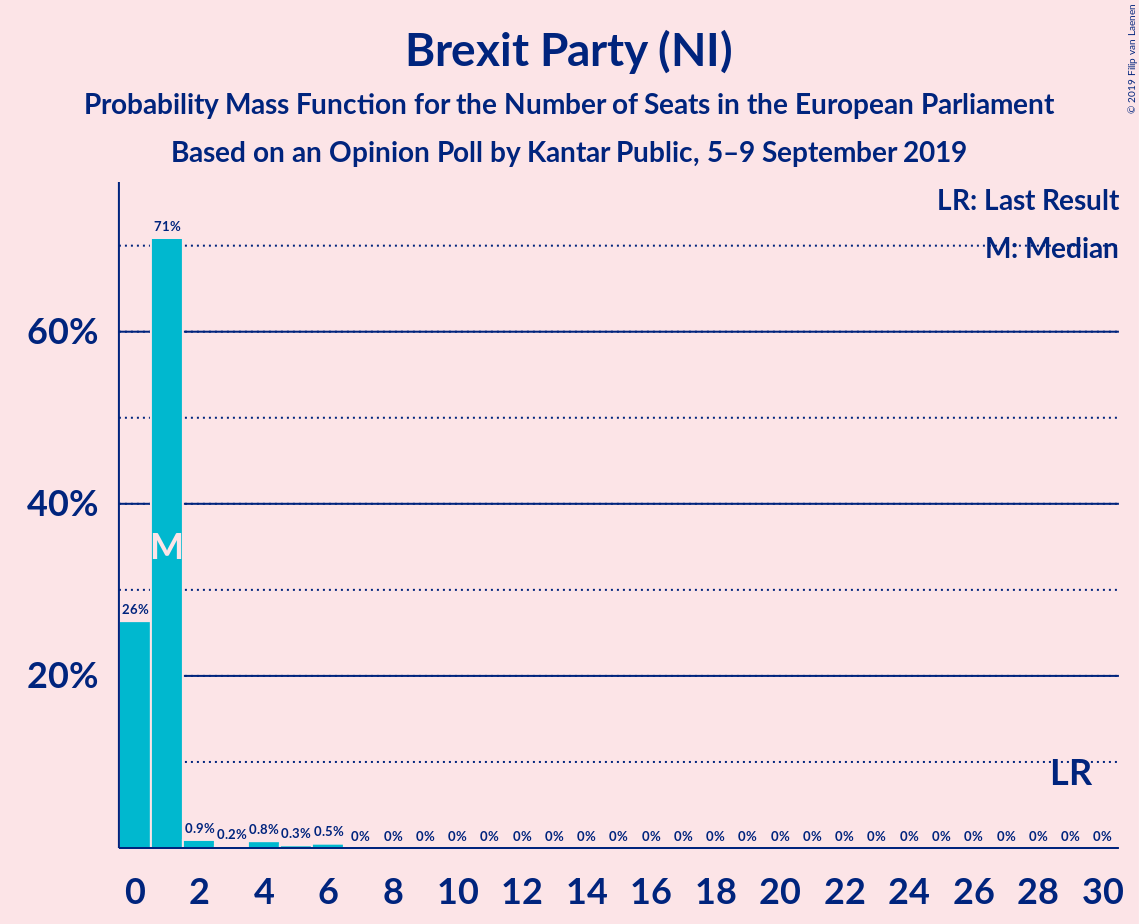 Brexit Party (NI)
Probability Mass Function for the Number of Seats in the European Parliament
Based on an Opinion Poll by Kantar Public, 5–9 September 2019
© 2019 Filip van Laenen
LR: Last Result
M: Median
60%
40%
20%
26% 71% 0.9% 0.2% 0.8% 0.3% 0.5% 0% 0% 0% 0% 0% 0% 0% 0% 0% 0% 0% 0% 0% 0% 0% 0% 0% 0% 0% 0% 0% 0% 0% 0%
M
LR
0 2 4 6 8 10 12 14 16 18 20 22 24 26 28 30